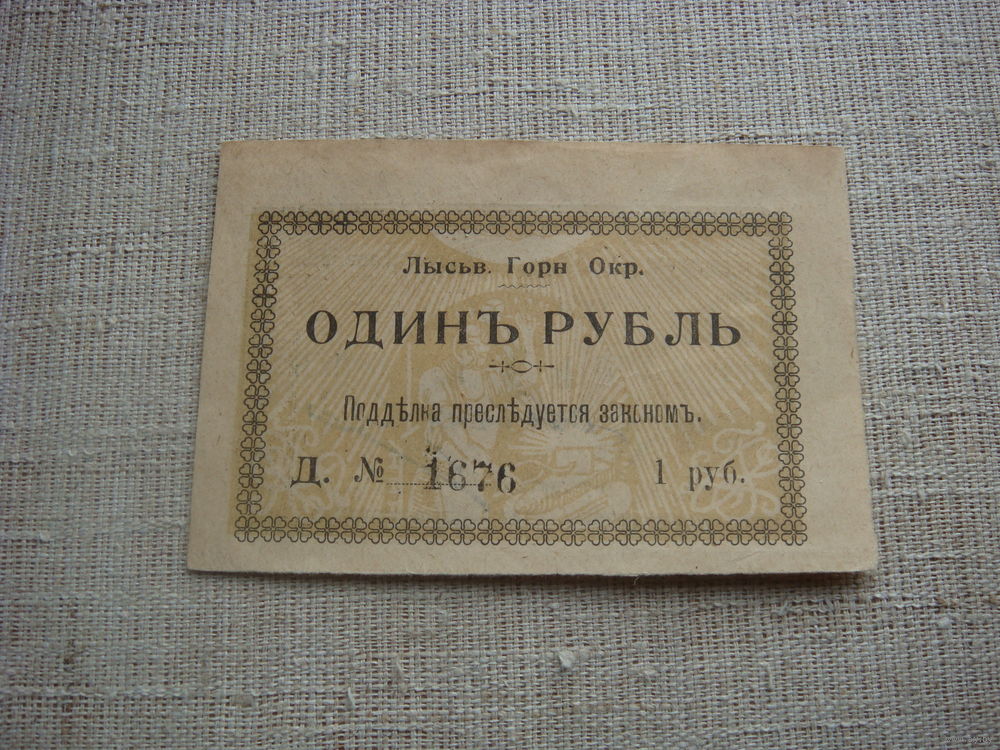 Лысьв. Горн Окр.
ОДИНЪ РУБЛЬ
Поддѣлка преслѣдуется закономъ.
Д. № 1676 1 руб.